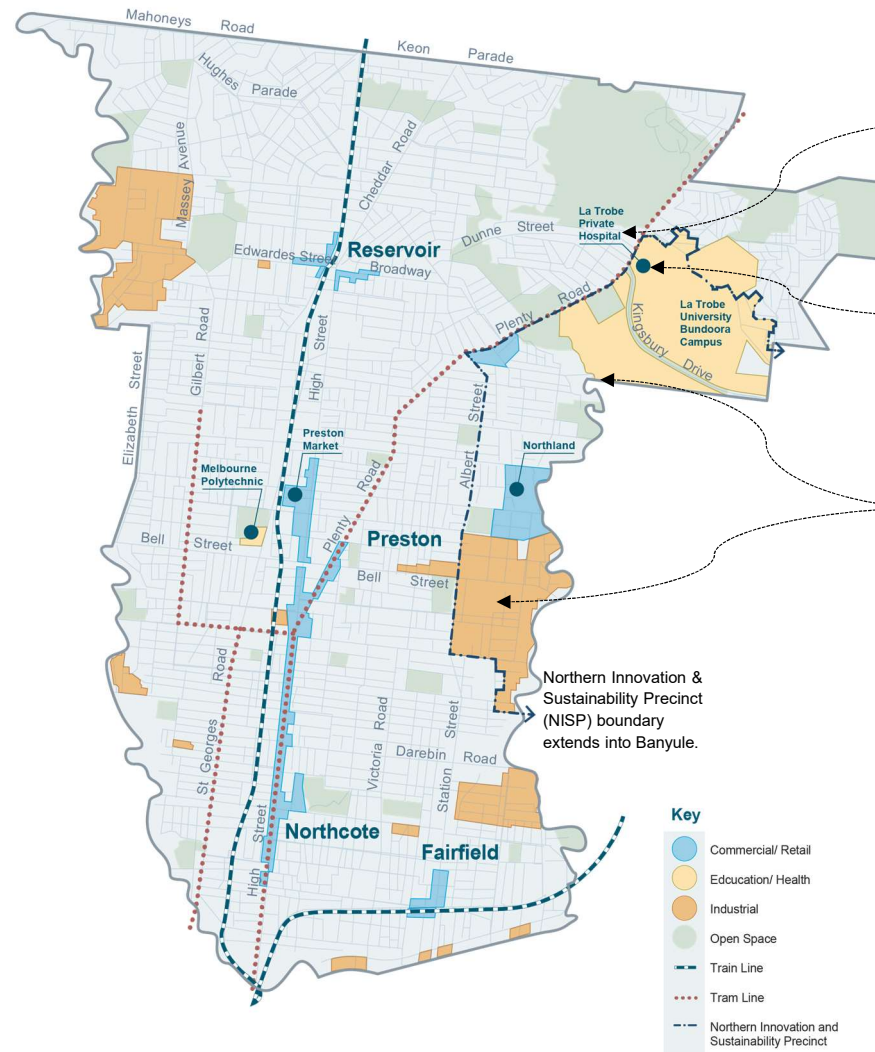 Mahoneys Road
Keon Parade
Hughes Parade
Massey Avenue
Cheddar Road
La Trobe
Private
Hospital
Dunne Street
Reservoir
Edwardes Street
Broadway
La Trobe
University
Bundoora
Campus
Plenty Road
Kingsbury Drive
Gilbert Road
High Street
Elizabeth Street
Albert Street
Preston
Market
Northland
Melbourne
Polytechnic
Plenty Road
Preston
Bell Street
Bell Street
Northern Innovation &
Sustainability Precinct
(NISP) boundary
extends into Banyule.
St Georges Road
Victoria Road
Station Street
Darebin Road
Northcote
High Street
Fairfield
Key
Commercial/ Retail
Edcucation/ Health
Industrial
Open Space
Train Line
Tram Line
Northern Innovation and
Sustainability Precinct